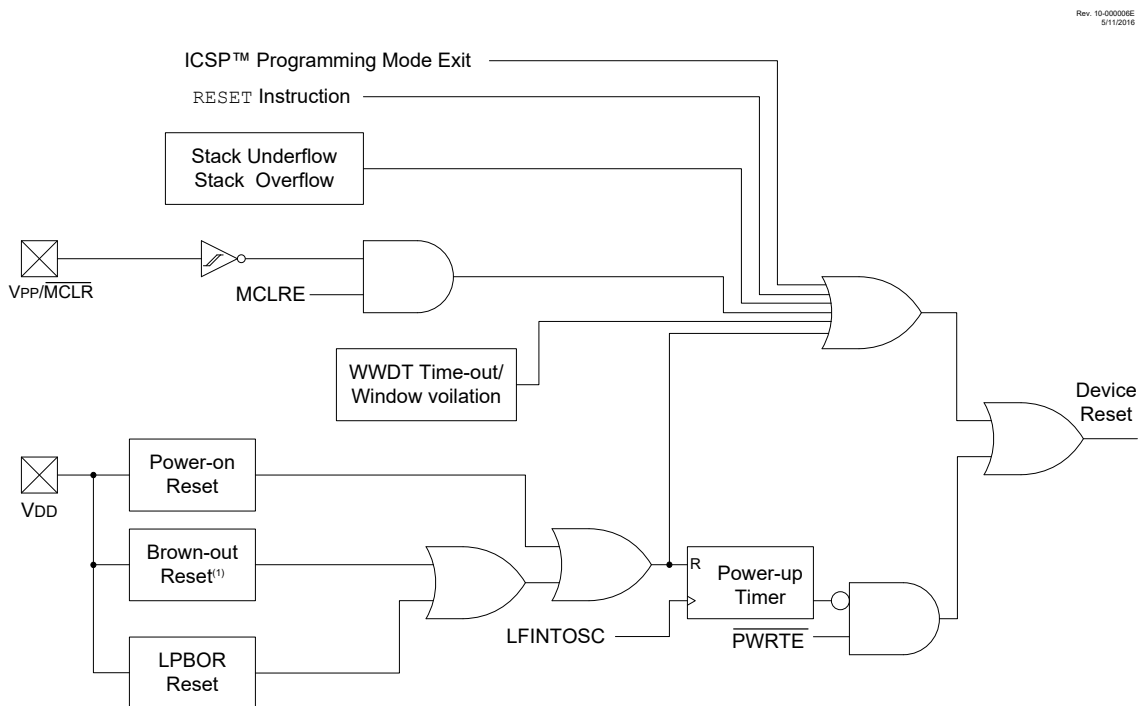 Rev. 10-000006E
5/11/2016
ICSP™ Programming Mode Exit
RESET Instruction
Stack Underflow
Stack Overflow
VPP/MCLR
MCLRE
WWDT Time-out/
Window voilation
Device
Reset
Power-on
Reset
VDD
Brown-out
Reset(1)
R
Power-up
Timer
LFINTOSC
PWRTE
LPBOR
Reset